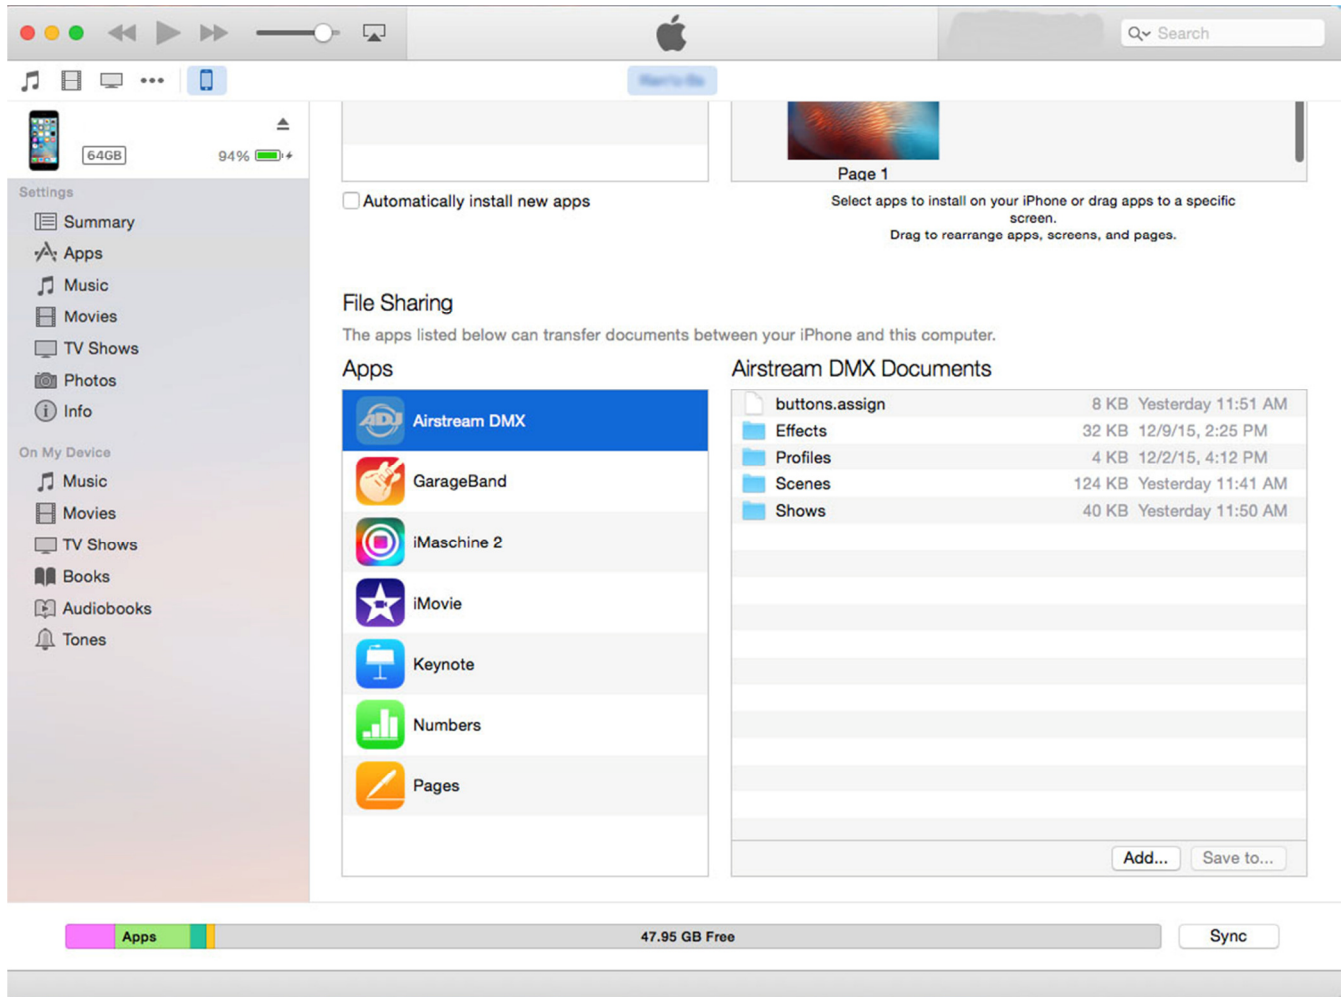 Search
64GB
94%
Settings
Summary
Apps
Music
Movies
TV Shows
Photos
Info
On My Device
Music
Movies
TV Shows
Books
Audiobooks
Tones
Page 1
Automatically install new apps
Select apps to install on your iPhone or drag apps to a specific
screen.
Drag to rearrange apps, screens, and pages.
File Sharing
The apps listed below can transfer documents between your iPhone and this computer.
Apps
ADJ
Airstream DMX
GarageBand
iMaschine 2
iMovie
Keynote
Numbers
Pages
Airstream DMX Documents
buttons.assign 8 KB Yesterday 11:51 AM
Effects 32 KB 12/9/15, 2:25 PM
Profiles 4 KB 12/2/15, 4:12 PM
Scenes 124 KB Yesterday 11:41 AM
Shows 40 KB Yesterday 11:50 AM
Add... Save to...
Apps 47.95 GB Free Sync